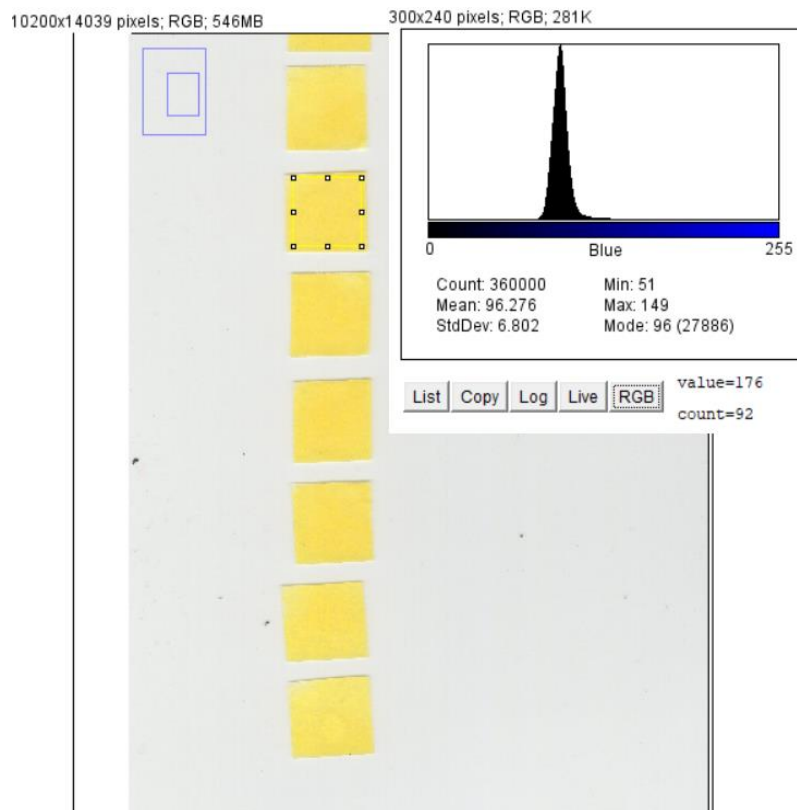 10200x14039 pixels; RGB; 546MB
300x240 pixels; RGB; 281K
0 Blue 255
Count: 360000 Min: 51
Mean: 96.276 Max: 149
StdDev: 6.802 Mode: 96 (27886)
List Copy Log Live RGB value=176
count=92